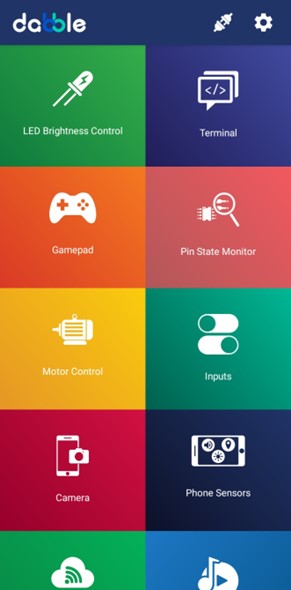 dabble
LED Brightness Control
</>
Terminal
Gamepad
Pin State Monitor
Motor Control
Inputs
Camera
Phone Sensors